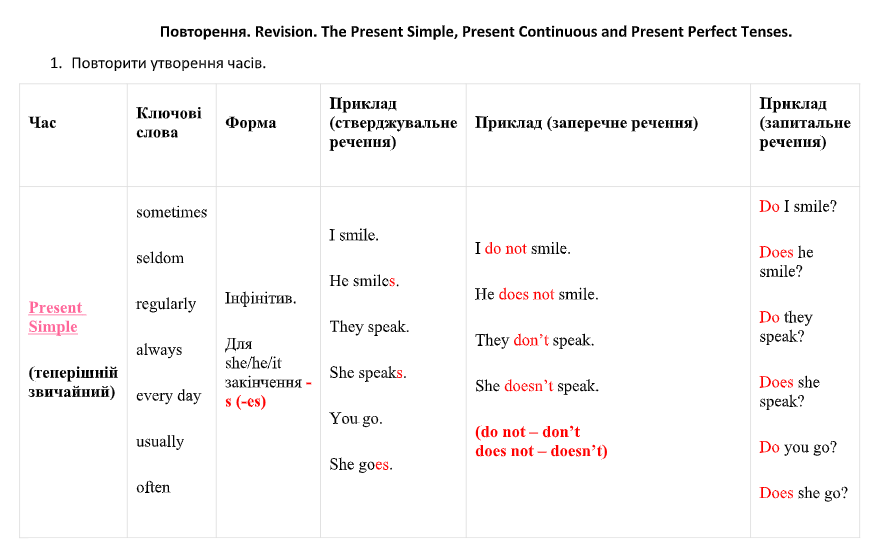 Повторення. Revision. The Present Simple, Present Continuous and Present Perfect Tenses.
1. Повторити утворення часів.
Час
Ключові
слова
Форма
Приклад
(стверджувальне
речення)
Приклад (заперечне речення)
Приклад
(запитальне
речення)
Present
Simple
(теперішній
звичайний)
sometimes
seldom
regularly
always
every day
usually
often
Інфінітив.
Для
she/he/it
закінчення -
s (-es)
I smile.
He smiles.
They speak.
She speaks.
You go.
She goes.
I do not smile.
He does not smile.
They don’t speak.
She doesn’t speak.
(do not – don’t
does not – doesn’t)
Do I smile?
Does he
smile?
Do they
speak?
Does she
speak?
Do you go?
Does she go?